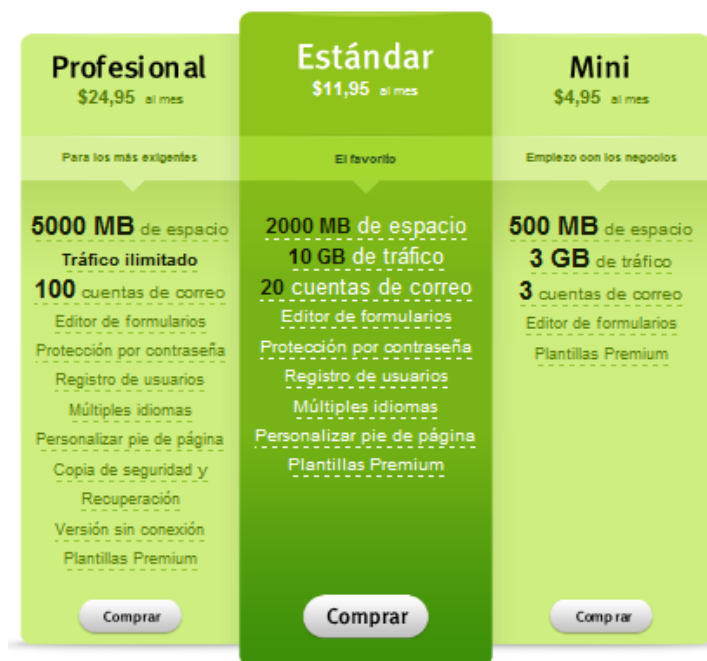 Profesional
$24,95 al mes
Para los más exigentes
5000 MB de espacio
Tráfico ilimitado
100 cuentas de correo
Editor de formularios
Protección por contraseña
Registro de usuarios
Múltiples idiomas
Personalizar pie de página
Copia de seguridad y
Recuperación
Versión sin conexión
Plantillas Premium
Comprar
Estándar
$11,95 al mes
El favorito
2000 MB de espacio
10 GB de tráfico
20 cuentas de correo
Editor de formularios
Protección por contraseña
Registro de usuarios
Múltiples idiomas
Personalizar pie de página
Plantillas Premium
Comprar
Mini
$4,95 al mes
Empiezo con los negocios
500 MB de espacio
3 GB de tráfico
3 cuentas de correo
Editor de formularios
Plantillas Premium
Comprar